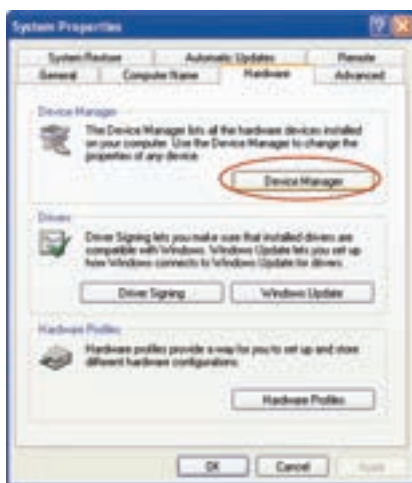 System Properties
System Restore Automatic Updates Remote
General Computer Name Hardware Advanced
Device Manager
The Device Manager lists all the hardware devices installed
on your computer. Use the Device Manager to change the
properties of any device.
Device Manager
Drivers
Driver Signing lets you make sure that installed drivers are
compatible with Windows. Windows Update lets you set up
how Windows connects to Windows Update for drivers.
Driver Signing Windows Update
Hardware Profiles
Hardware profiles provide a way for you to set up and store
different hardware configurations.
Hardware Profiles
OK Cancel Apply